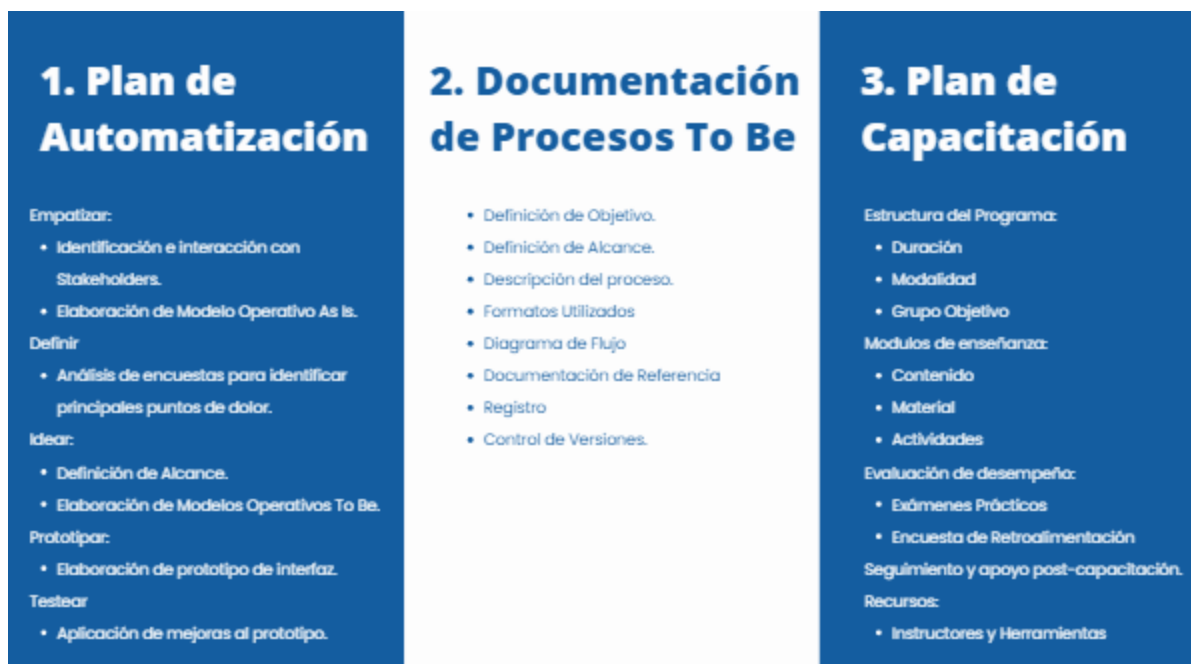 1. Plan de
Automatización
Empatizar:
• Identificación e interacción con
Stakeholders.
• Elaboración de Modelo Operativo As Is.
Definir
• Análisis de encuestas para identificar
principales puntos de dolor.
Idear:
• Definición de Alcance.
• Elaboración de Modelos Operativos To Be.
Prototipar:
• Elaboración de prototipo de interfaz.
Testear
• Aplicación de mejoras al prototipo.
2. Documentación
de Procesos To Be
• Definición de Objetivo.
• Definición de Alcance.
• Descripción del proceso.
• Formatos Utilizados
• Diagrama de Flujo
• Documentación de Referencia
• Registro
• Control de Versiones.
3. Plan de
Capacitación
Estructura del Programa:
• Duración
• Modalidad
• Grupo Objetivo
Modulos de enseñanza:
• Contenido
• Material
• Actividades
Evaluación de desempeño:
• Exámenes Prácticos
• Encuesta de Retroalimentación
Seguimiento y apoyo post-capacitación.
Recursos:
• Instructores y Herramientas